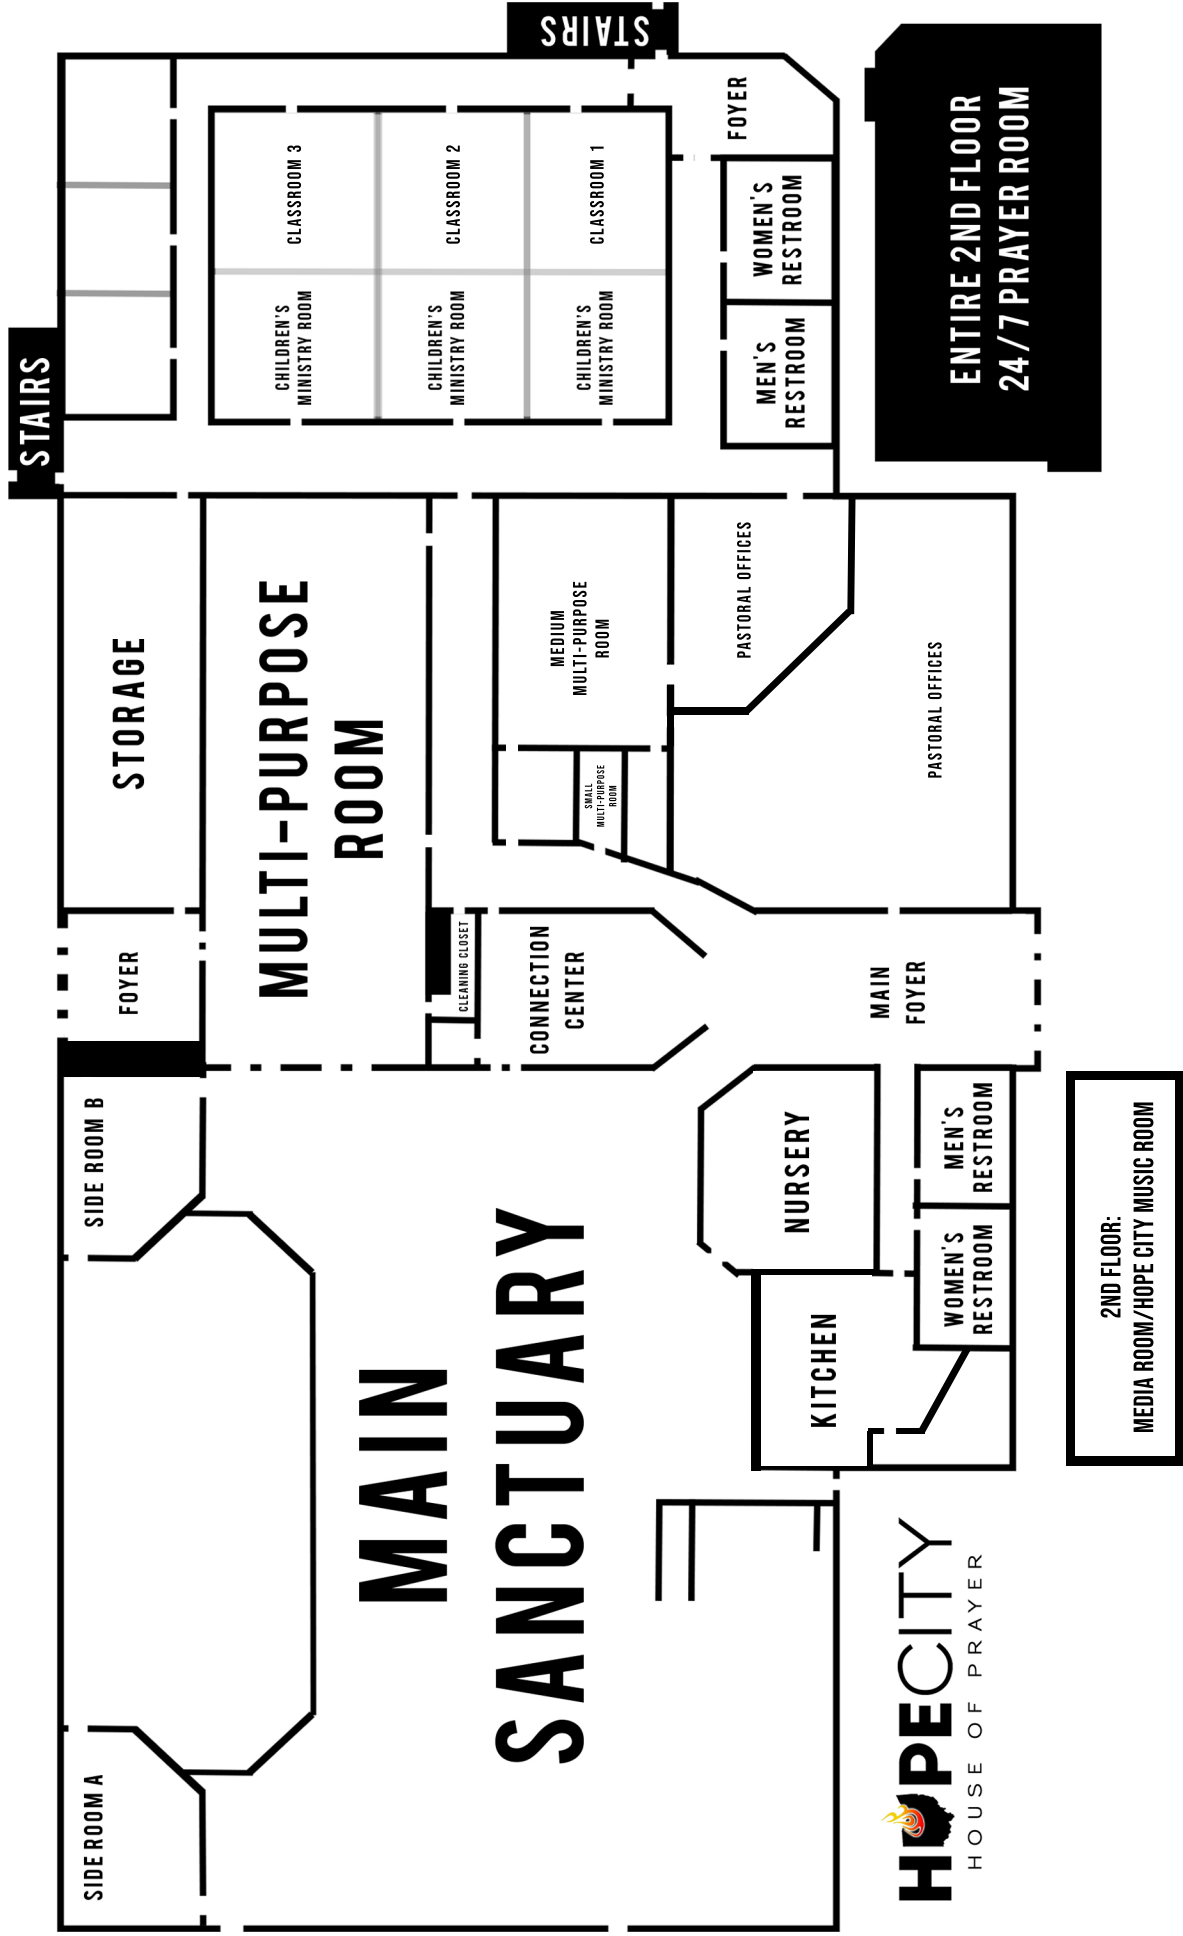 STAIRS
STAIRS
FOYER
CLASSROOM 3
CLASSROOM 2
CLASSROOM 1
CHILDREN'S
MINISTRY ROOM
CHILDREN'S
MINISTRY ROOM
CHILDREN'S
MINISTRY ROOM
WOMEN'S
RESTROOM
MEN'S
RESTROOM
ENTIRE 2ND FLOOR
24/7 PRAYER ROOM
STORAGE
MULTI-PURPOSE
ROOM
MEDIUM
MULTI-PURPOSE
ROOM
PASTORAL OFFICES
SMALL
MULTI-PURPOSE
ROOM
PASTORAL OFFICES
FOYER
CLEANING CLOSET
CONNECTION
CENTER
MAIN
FOYER
SIDE ROOM B
NURSERY
MEN'S
RESTROOM
WOMEN'S
RESTROOM
KITCHEN
2ND FLOOR:
MEDIA ROOM/HOPE CITY MUSIC ROOM
MAIN
SANCTUARY
SIDE ROOM A
HOPECITY
HOUSE OF PRAYER